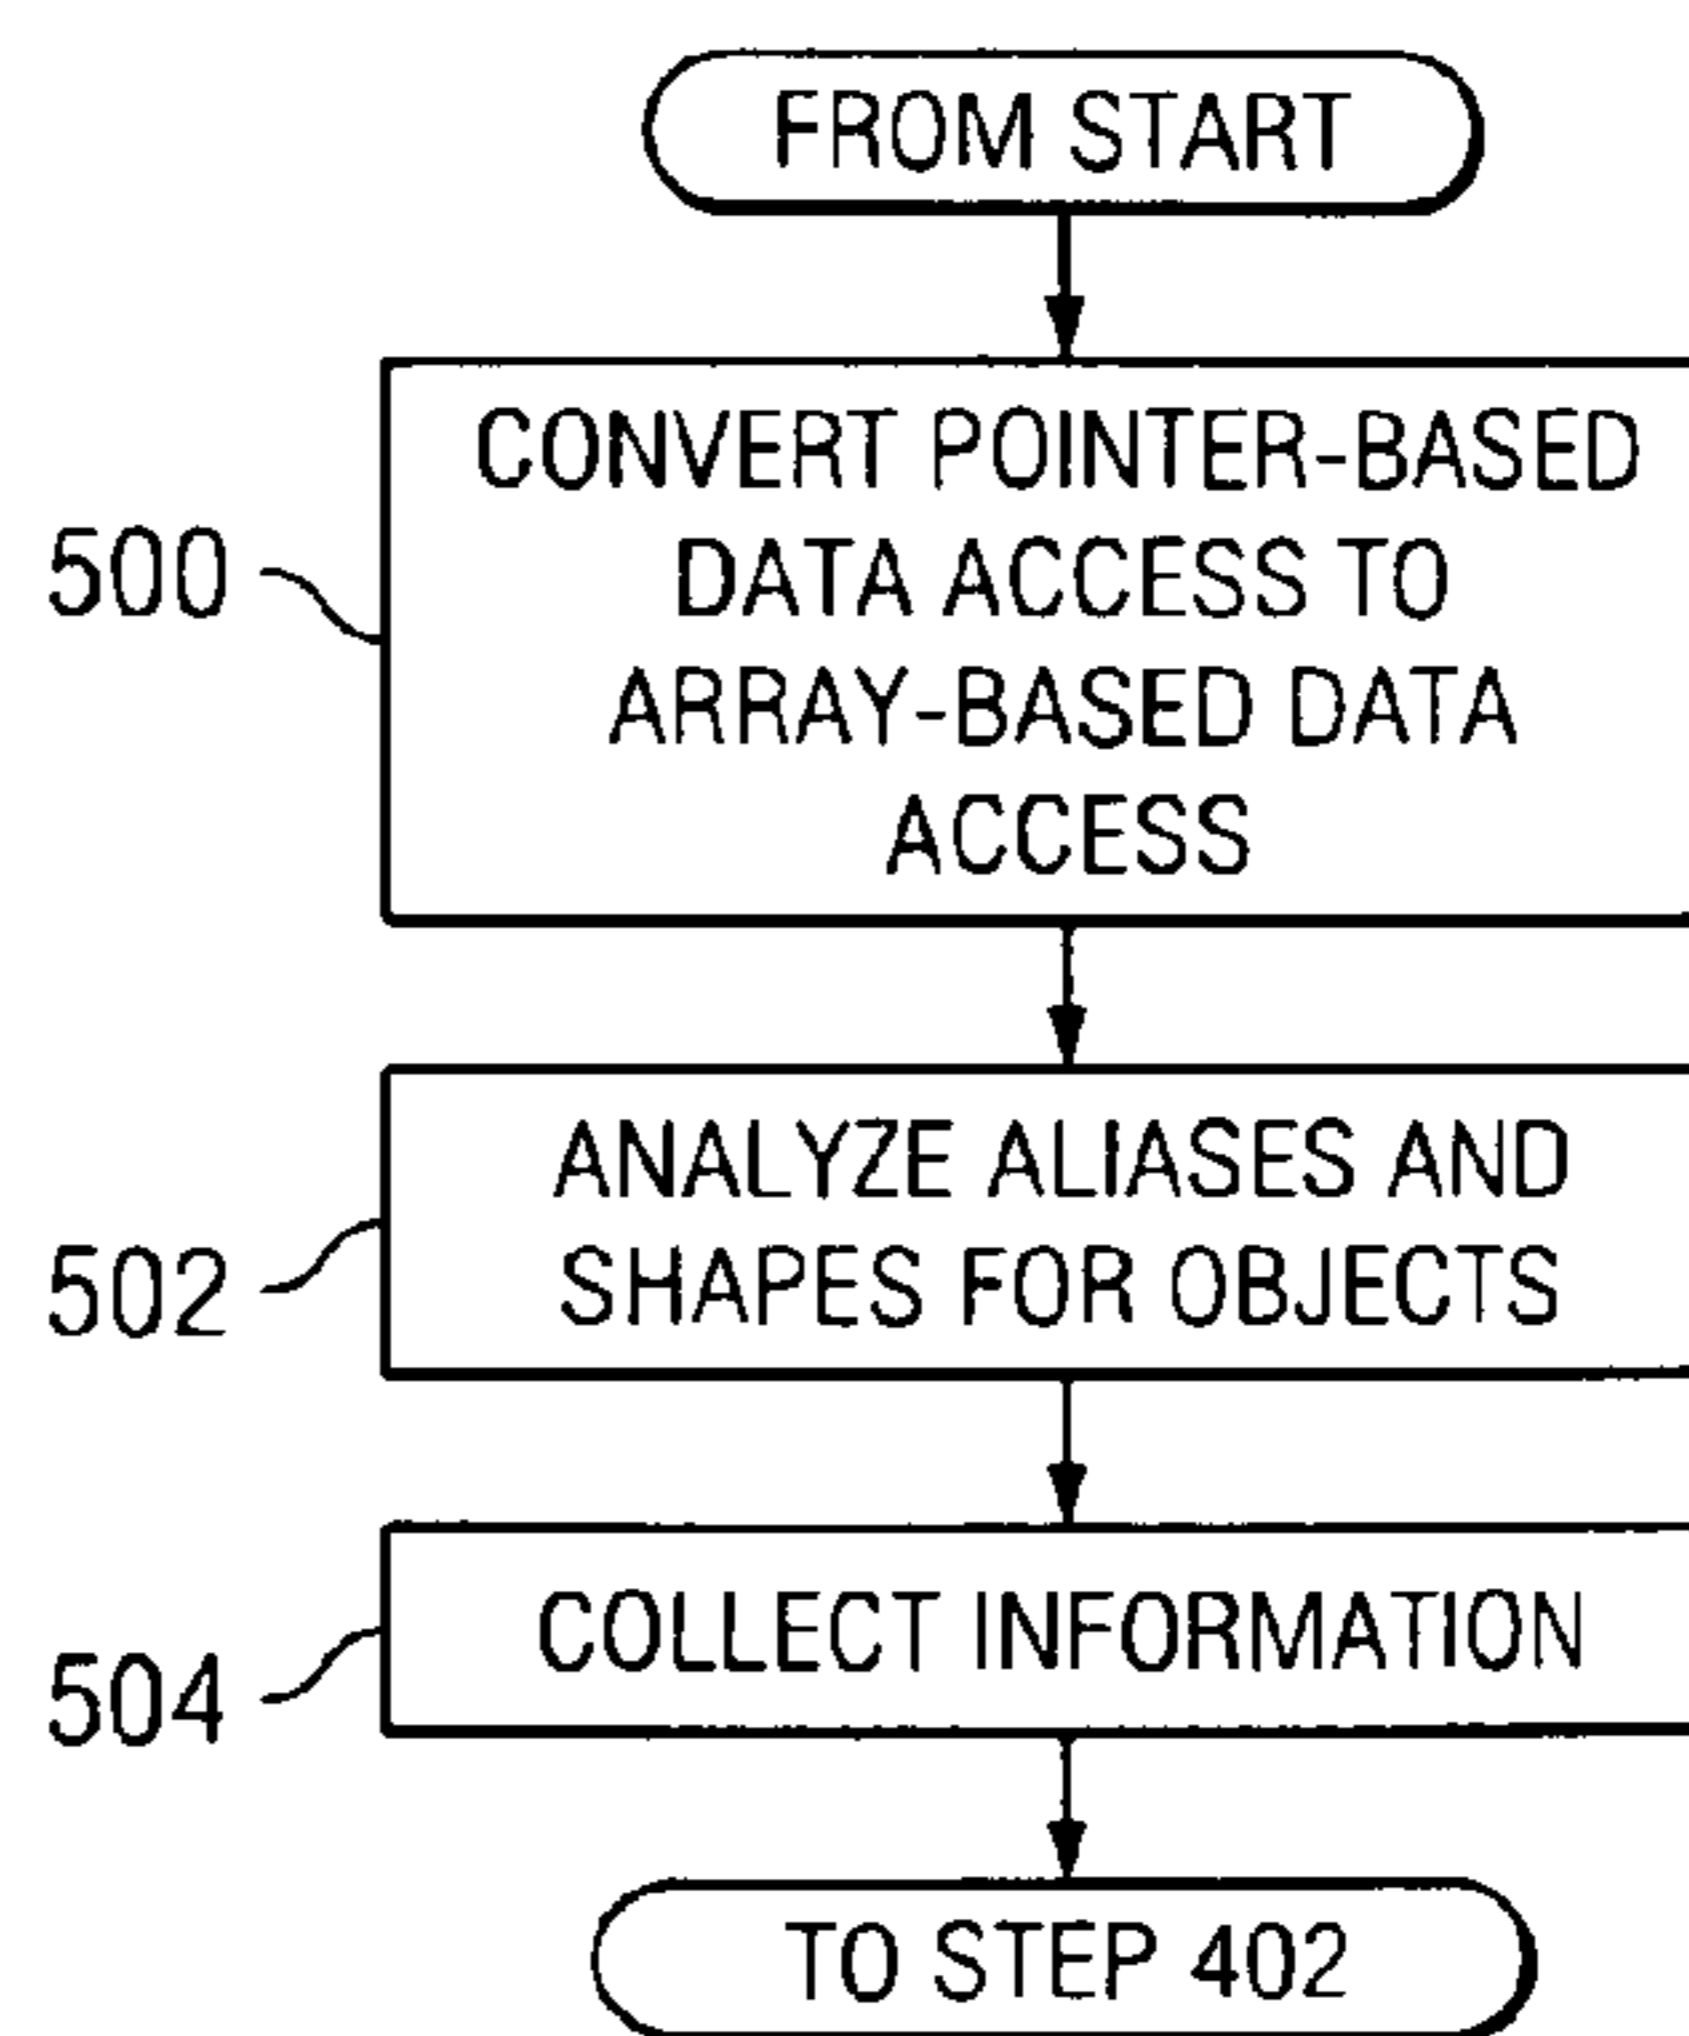 FROM START
CONVERT POINTER-BASED
DATA ACCESS TO
ARRAY-BASED DATA
ACCESS
500
ANALYZE ALIASES AND
SHAPES FOR OBJECTS
502
COLLECT INFORMATION
504
TO STEP 402